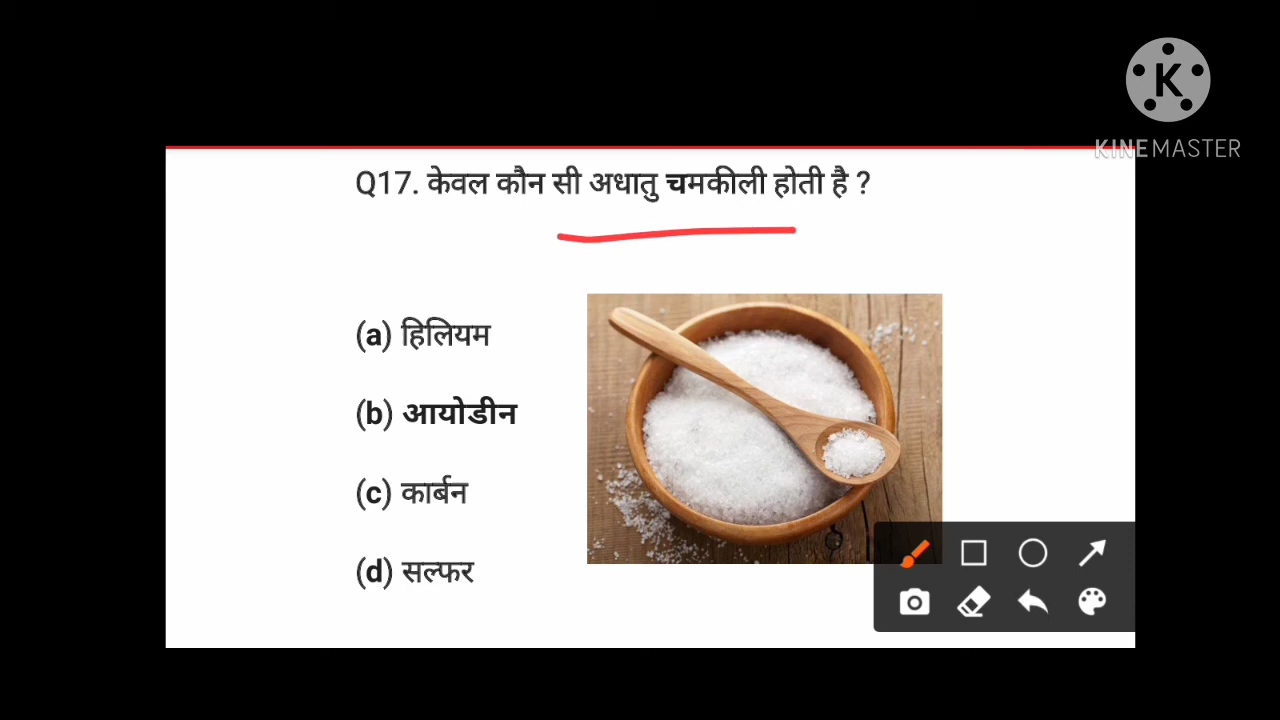 KINEMASTER
Q17. केवल कौन सी अधातु चमकीली होती है ?
(a) हिलियम
(b) आयोडीन
(c) कार्बन
(d) सल्फर